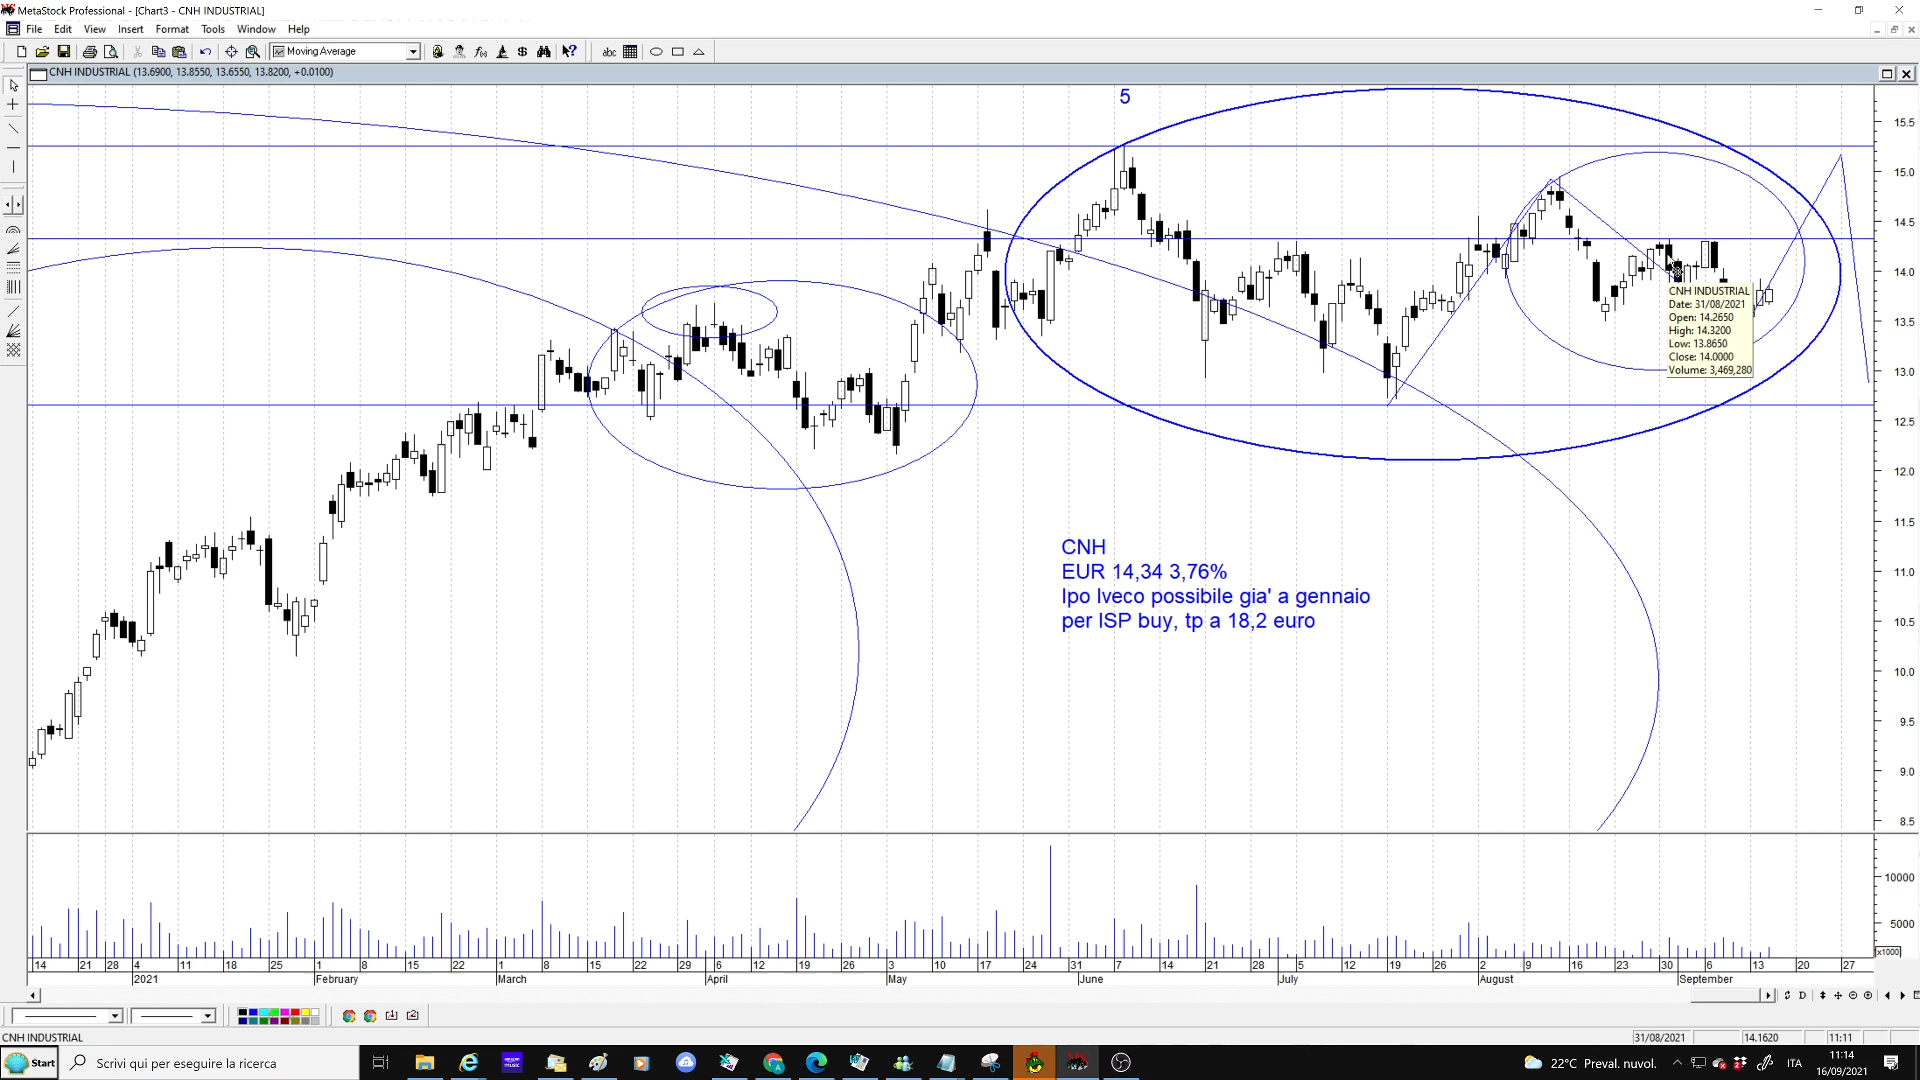 MetaStock Professional - [Chart3 - CNH INDUSTRIAL]
File Edit View Insert Format Tools Window Help
Moving Average
abc
CNH INDUSTRIAL (13.6900, 13.8550, 13.6550, 13.8200, +0.0100)
5
15.5
15.0
14.5
14.0
13.5
13.0
12.5
12.0
11.5
11.0
10.5
10.0
9.5
9.0
8.5
CNH INDUSTRIAL
Date: 31/08/2021
Open: 14.2650
High: 14.3200
Low: 13.8650
Close: 14.0000
Volume: 3,469,280
CNH
EUR 14,34 3,76%
Ipo Iveco possibile gia' a gennaio
per ISP buy, tp a 18,2 euro
10000
5000
x1000
14 21 28 4 11 18 25 1 8 15 22 1 8 15 22 29 6 12 19 26 3 10 17 24 31 7 14 21 28 5 12 19 26 2 9 16 23 30 6 13 20 27
2021 February March April May June July August September
D
CNH INDUSTRIAL
31/08/2021 14.1620 11:11
Start Scrivi qui per eseguire la ricerca
22°C Preval. nuvol. ITA
11:14
16/09/2021